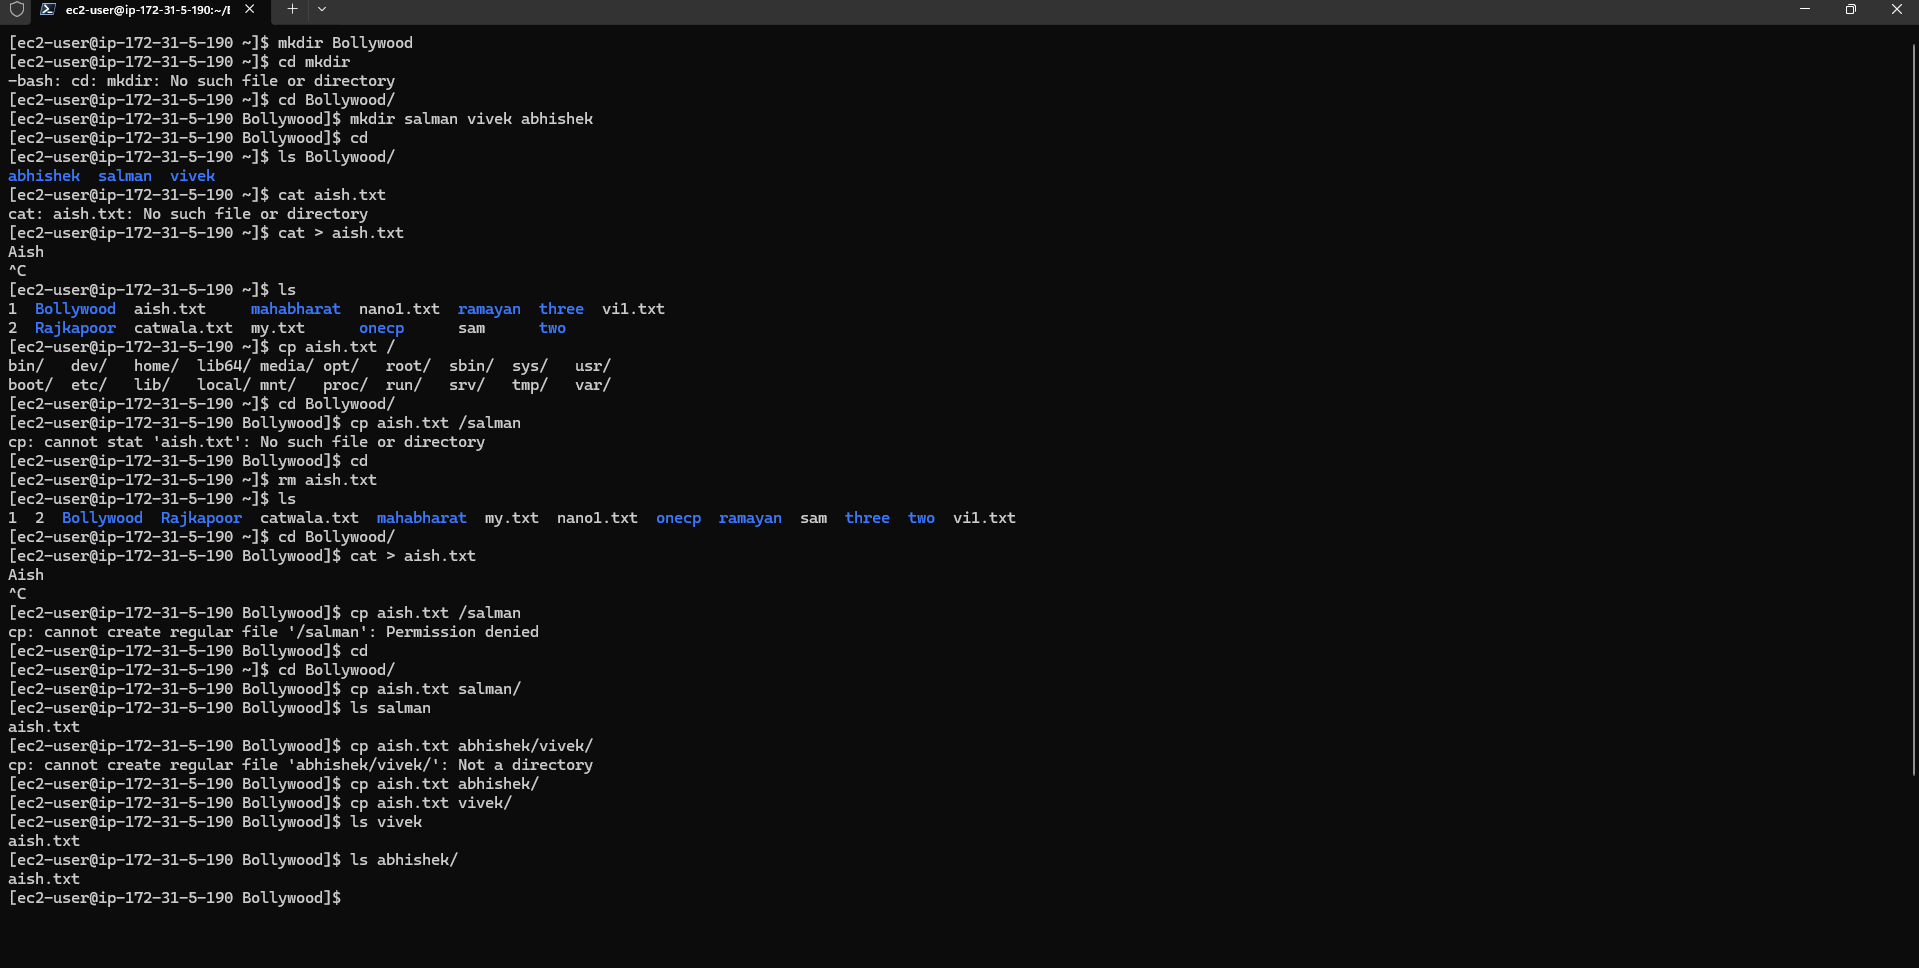 ec2-user@ip-172-31-5-190:~/E
[ec2-user@ip-172-31-5-190 ~]$ mkdir Bollywood
[ec2-user@ip-172-31-5-190 ~]$ cd mkdir
-bash: cd: mkdir: No such file or directory
[ec2-user@ip-172-31-5-190 ~]$ cd Bollywood/
[ec2-user@ip-172-31-5-190 Bollywood]$ mkdir salman vivek abhishek
[ec2-user@ip-172-31-5-190 Bollywood]$ cd
[ec2-user@ip-172-31-5-190 ~]$ ls Bollywood/
abhishek  salman  vivek
[ec2-user@ip-172-31-5-190 ~]$ cat aish.txt
cat: aish.txt: No such file or directory
[ec2-user@ip-172-31-5-190 ~]$ cat > aish.txt
Aish
^C
[ec2-user@ip-172-31-5-190 ~]$ ls
1  Bollywood  aish.txt     mahabharat  nano1.txt  ramayan  three  vi1.txt
2  Rajkapoor  catwala.txt  my.txt      onecp      sam      two
[ec2-user@ip-172-31-5-190 ~]$ cp aish.txt /
bin/   dev/   home/  lib64/ media/ opt/   root/  sbin/  sys/   usr/
boot/  etc/   lib/   local/ mnt/   proc/  run/   srv/   tmp/   var/
[ec2-user@ip-172-31-5-190 ~]$ cd Bollywood/
[ec2-user@ip-172-31-5-190 Bollywood]$ cp aish.txt /salman
cp: cannot stat 'aish.txt': No such file or directory
[ec2-user@ip-172-31-5-190 Bollywood]$ cd
[ec2-user@ip-172-31-5-190 ~]$ rm aish.txt
[ec2-user@ip-172-31-5-190 ~]$ ls
1  2  Bollywood  Rajkapoor  catwala.txt  mahabharat  my.txt  nano1.txt  onecp  ramayan  sam  three  two  vi1.txt
[ec2-user@ip-172-31-5-190 ~]$ cd Bollywood/
[ec2-user@ip-172-31-5-190 Bollywood]$ cat > aish.txt
Aish
^C
[ec2-user@ip-172-31-5-190 Bollywood]$ cp aish.txt /salman
cp: cannot create regular file '/salman': Permission denied
[ec2-user@ip-172-31-5-190 Bollywood]$ cd
[ec2-user@ip-172-31-5-190 ~]$ cd Bollywood/
[ec2-user@ip-172-31-5-190 Bollywood]$ cp aish.txt salman/
[ec2-user@ip-172-31-5-190 Bollywood]$ ls salman
aish.txt
[ec2-user@ip-172-31-5-190 Bollywood]$ cp aish.txt abhishek/vivek/
cp: cannot create regular file 'abhishek/vivek/': Not a directory
[ec2-user@ip-172-31-5-190 Bollywood]$ cp aish.txt abhishek/
[ec2-user@ip-172-31-5-190 Bollywood]$ cp aish.txt vivek/
[ec2-user@ip-172-31-5-190 Bollywood]$ ls vivek
aish.txt
[ec2-user@ip-172-31-5-190 Bollywood]$ ls abhishek/
aish.txt
[ec2-user@ip-172-31-5-190 Bollywood]$